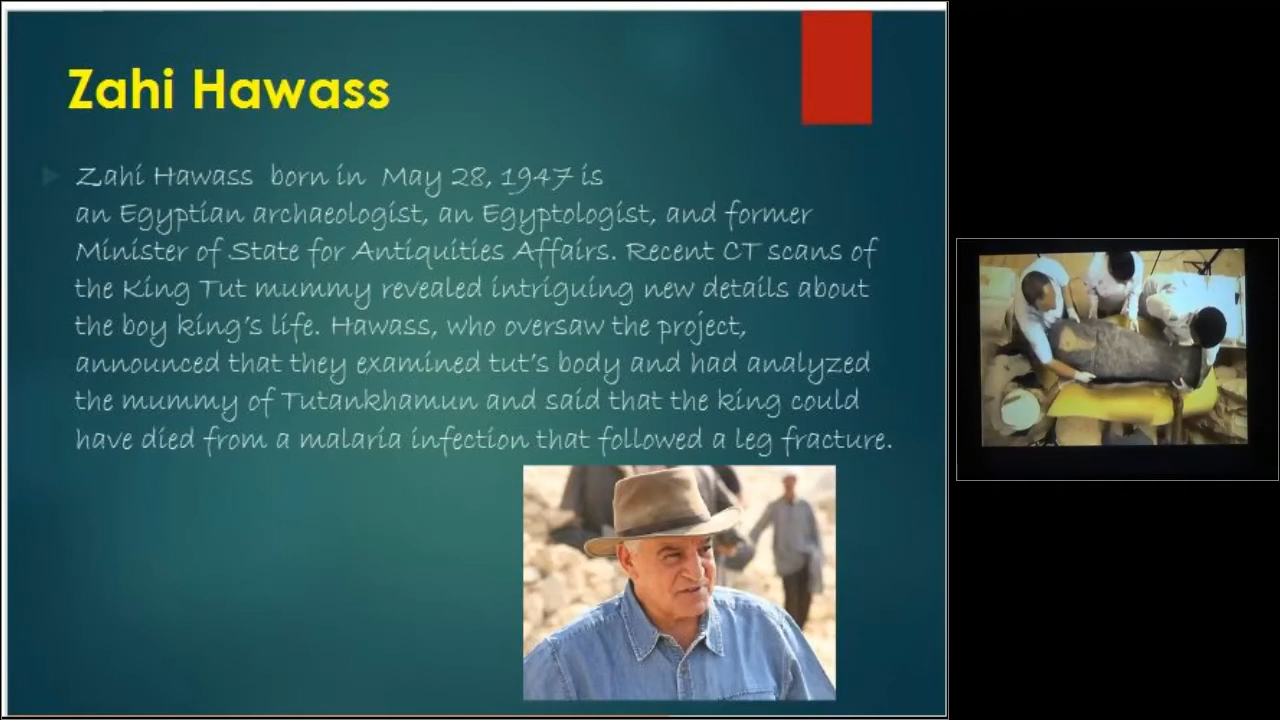 Zahi Hawass
Zahi Hawass born in May 28, 1947 is
an Egyptian archaeologist, an Egyptologist, and former
Minister of State for Antiquities Affairs. Recent CT scans of
the King Tut mummy revealed intriguing new details about
the boy king's life. Hawass, who oversaw the project,
announced that they examined tut's body and had analyzed
the mummy of Tutankhamun and said that the king could
have died from a malaria infection that followed a leg fracture.